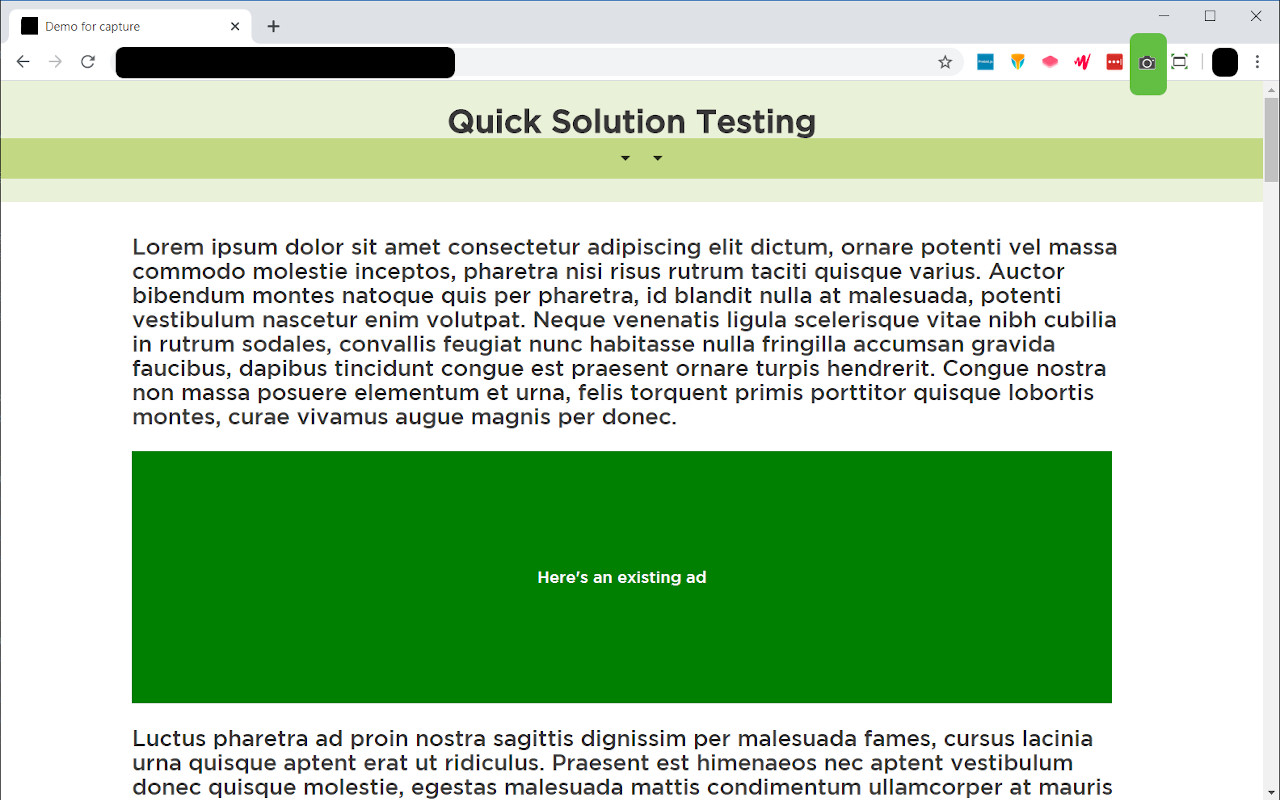 Demo for capture
Quick Solution Testing
Lorem ipsum dolor sit amet consectetur adipiscing elit dictum, ornare potenti vel massa
commodo molestie inceptos, pharetra nisi risus rutrum taciti quisque varius. Auctor
bibendum montes natoque quis per pharetra, id blandit nulla at malesuada, potenti
vestibulum nascetur enim volutpat. Neque venenatis ligula scelerisque vitae nibh cubilia
in rutrum sodales, convallis feugiat nunc habitasse nulla fringilla accumsan gravida
faucibus, dapibus tincidunt congue est praesent ornare turpis hendrerit. Congue nostra
non massa posuere elementum et urna, felis torquent primis porttitor quisque lobortis
montes, curae vivamus augue magnis per donec.
Here's an existing ad
Luctus pharetra ad proin nostra sagittis dignissim per malesuada fames, cursus lacinia
urna quisque aptent erat ut ridiculus. Praesent est himenaeos nec aptent vestibulum
donec quisque molestie, egestas malesuada mattis condimentum ullamcorper at mauris